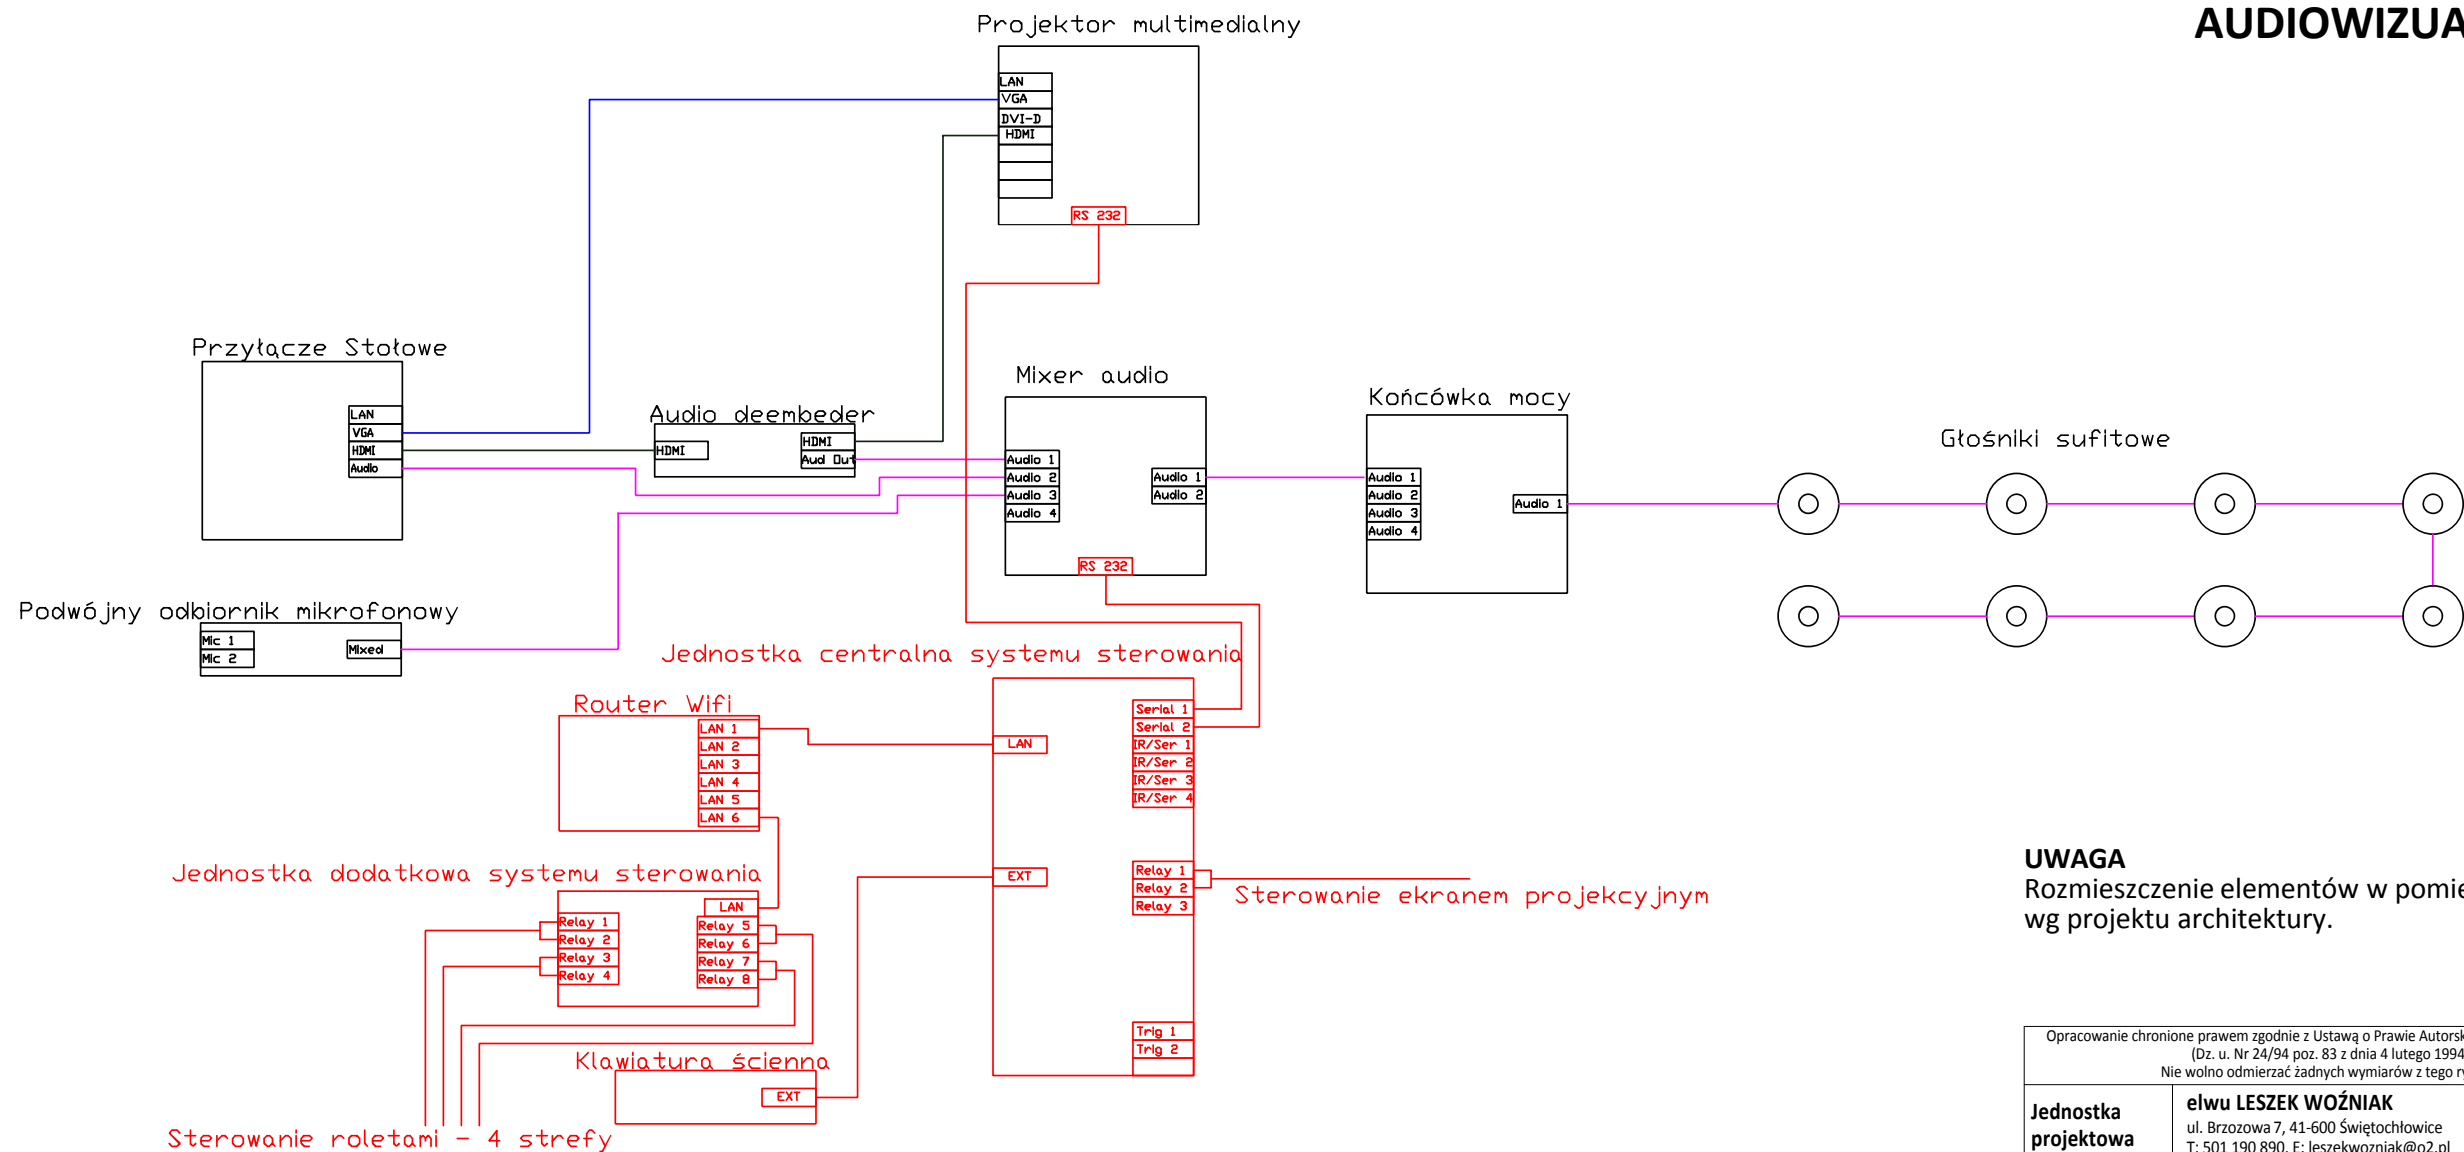 AUDIOWIZUA
Projektor multimedialny
LAN
VGA
DVI-D
HDMI
RS 232
Przyłącze Stołowe
LAN
VGA
HDMI
Audio
Audio deembeder
HDMI
HDMI
Aud Out
Mixer audio
Audio 1
Audio 2
Audio 3
Audio 4
Audio 1
Audio 2
RS 232
Końcówka mocy
Audio 1
Audio 2
Audio 3
Audio 4
Audio 1
Głośniki sufitowe
Podwójny odbiornik mikrofonowy
Mic 1
Mic 2
Mixed
Jednostka centralna systemu sterowania
LAN
EXT
Serial 1
Serial 2
IR/Ser 1
IR/Ser 2
IR/Ser 3
IR/Ser 4
Relay 1
Relay 2
Relay 3
Trig 1
Trig 2
Sterowanie ekranem projekcyjnym
Router Wifi
LAN 1
LAN 2
LAN 3
LAN 4
LAN 5
LAN 6
Jednostka dodatkowa systemu sterowania
LAN
Relay 1
Relay 2
Relay 3
Relay 4
Relay 5
Relay 6
Relay 7
Relay 8
Klawiatura ścienna
EXT
Sterowanie roletami - 4 strefy
UWAGA
Rozmieszczenie elementów w pomie
wg projektu architektury.
Opracowanie chronione prawem zgodnie z Ustawą o Prawie Autorsk
(Dz. u. Nr 24/94 poz. 83 z dnia 4 lutego 1994
Nie wolno odmierzać żadnych wymiarów z tego ry
Jednostka
projektowa
elwu LESZEK WOŹNIAK
ul. Brzozowa 7, 41-600 Świętochłowice
T: 501 190 890, E: leszekwozniak@o2.pl